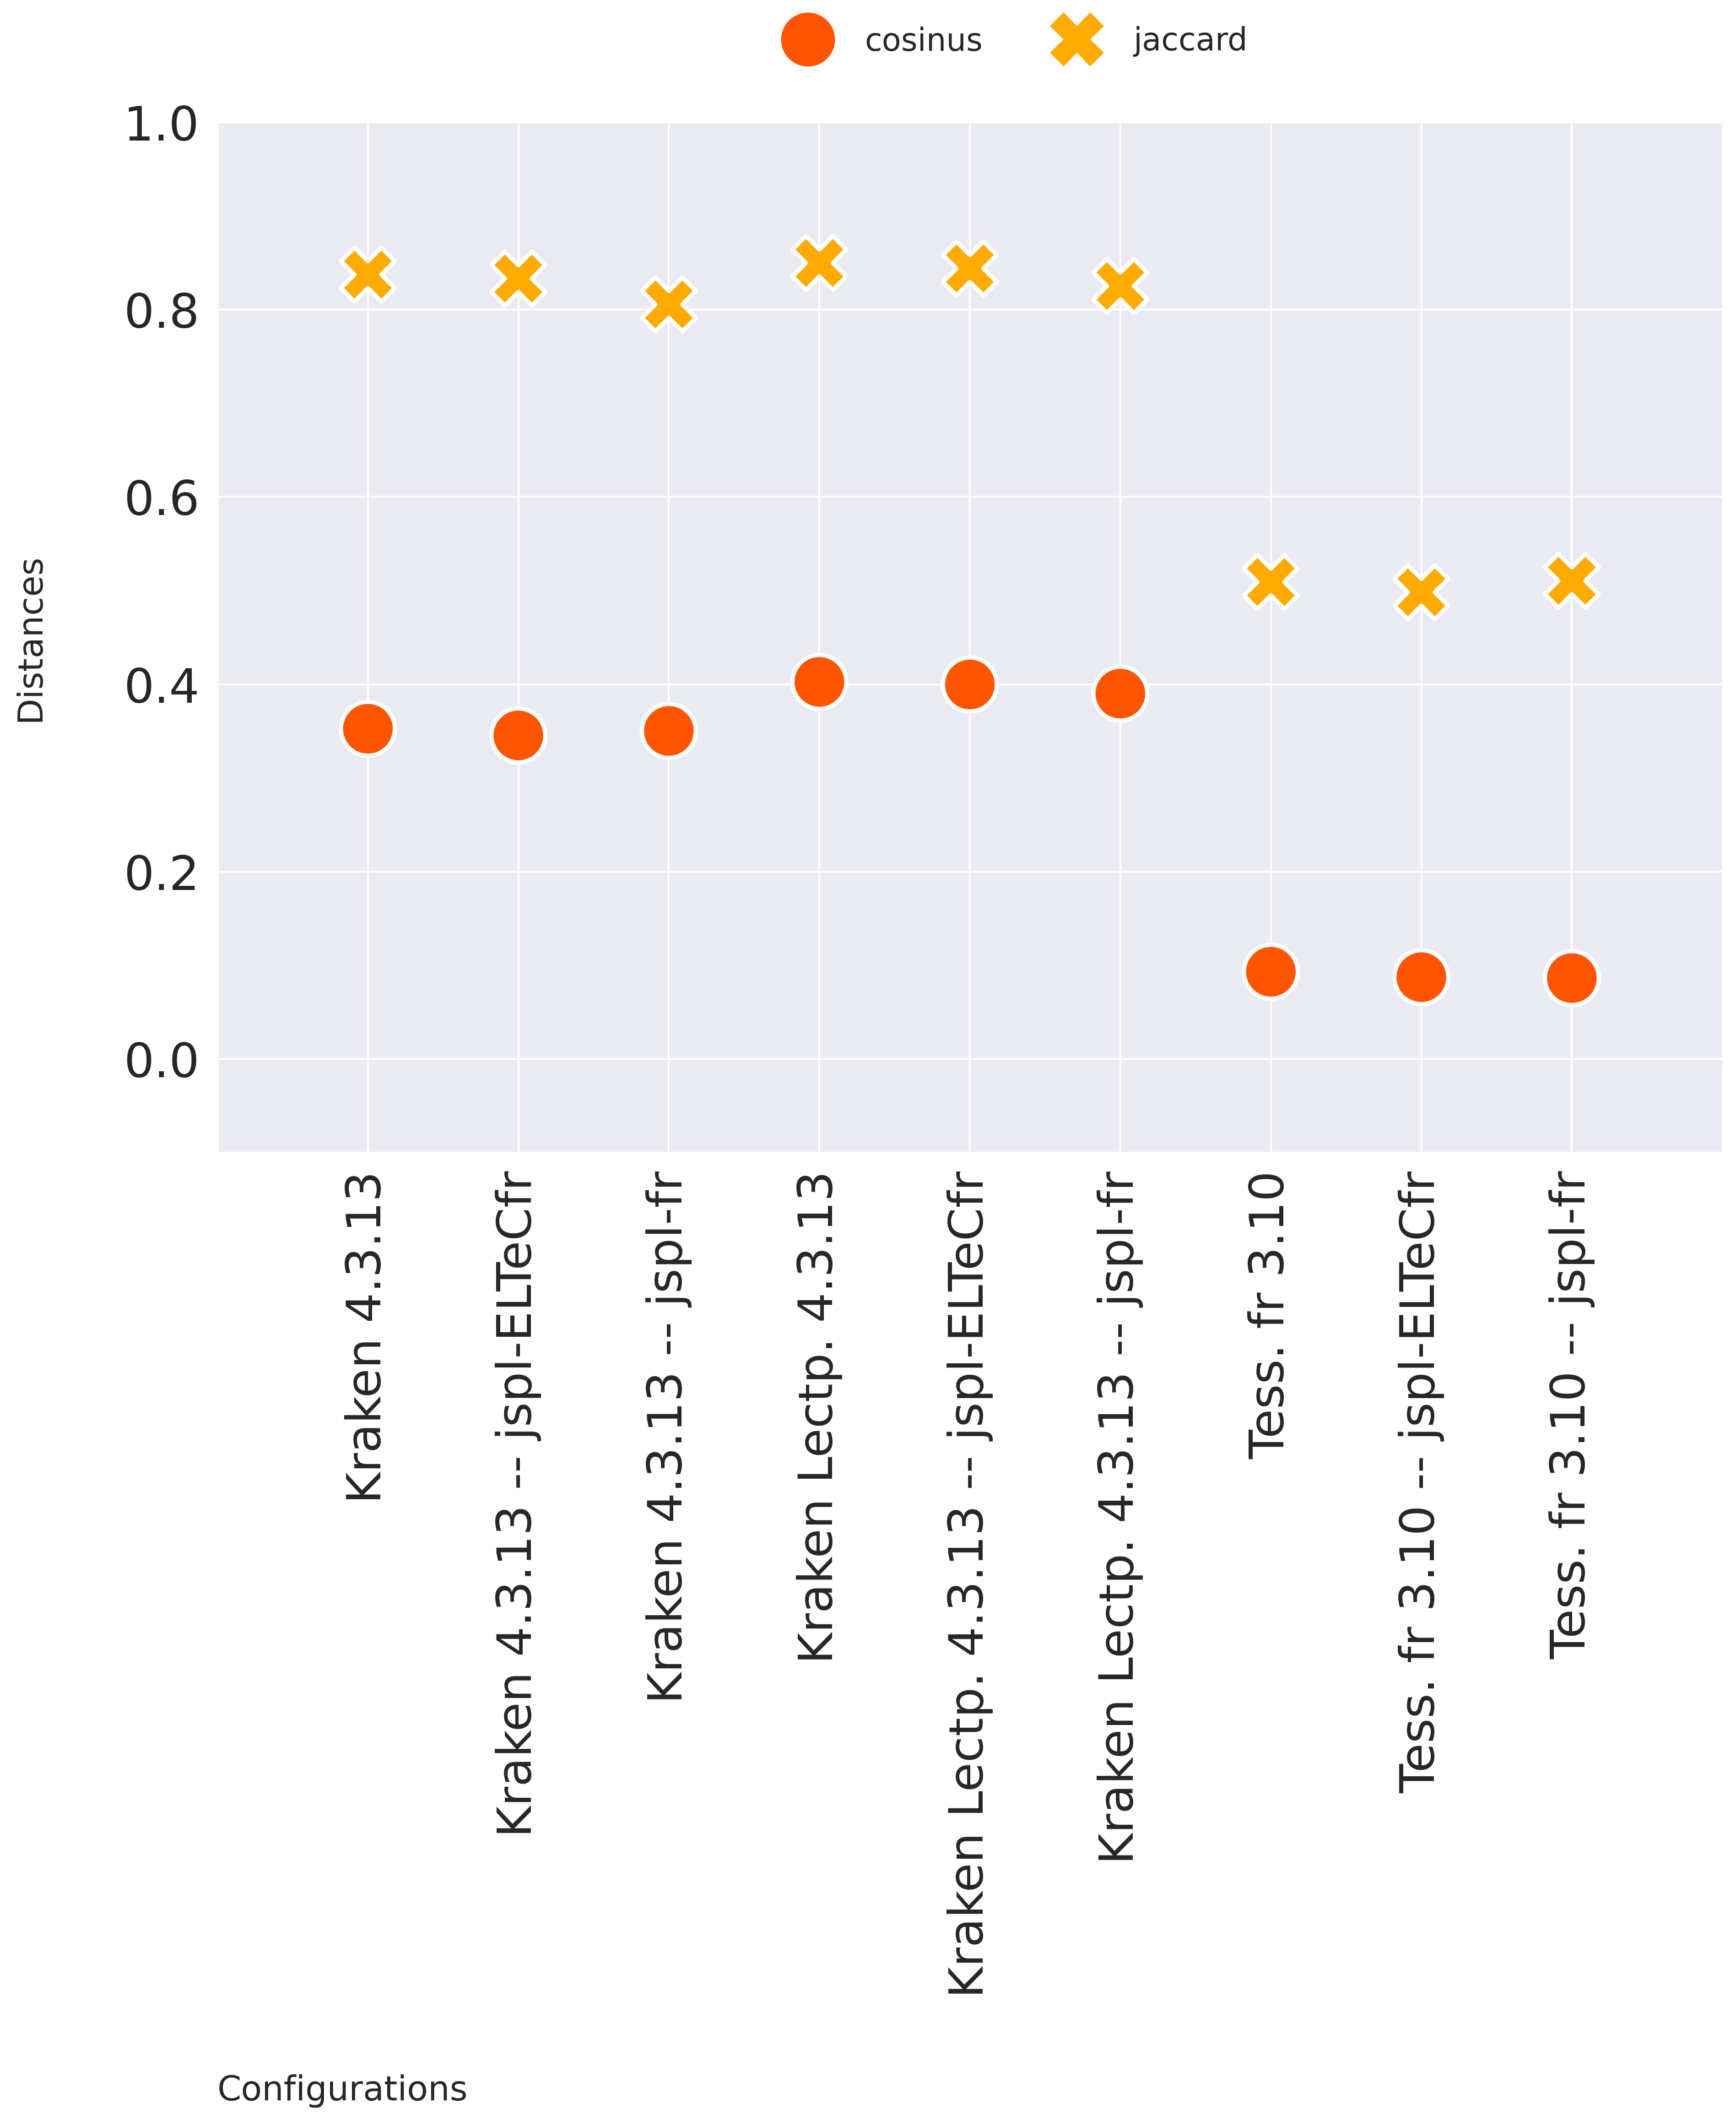 cosinus jaccard
1.0
0.8
0.6
0.4
0.2
0.0
Distances
Kraken 4.3.13
Kraken 4.3.13 -- jspl-ELTeCfr
Kraken 4.3.13 -- jspl-fr
Kraken Lectp. 4.3.13
Kraken Lectp. 4.3.13 -- jspl-ELTeCfr
Kraken Lectp. 4.3.13 -- jspl-fr
Tess. fr 3.10
Tess. fr 3.10 -- jspl-ELTeCfr
Tess. fr 3.10 -- jspl-fr
Configurations